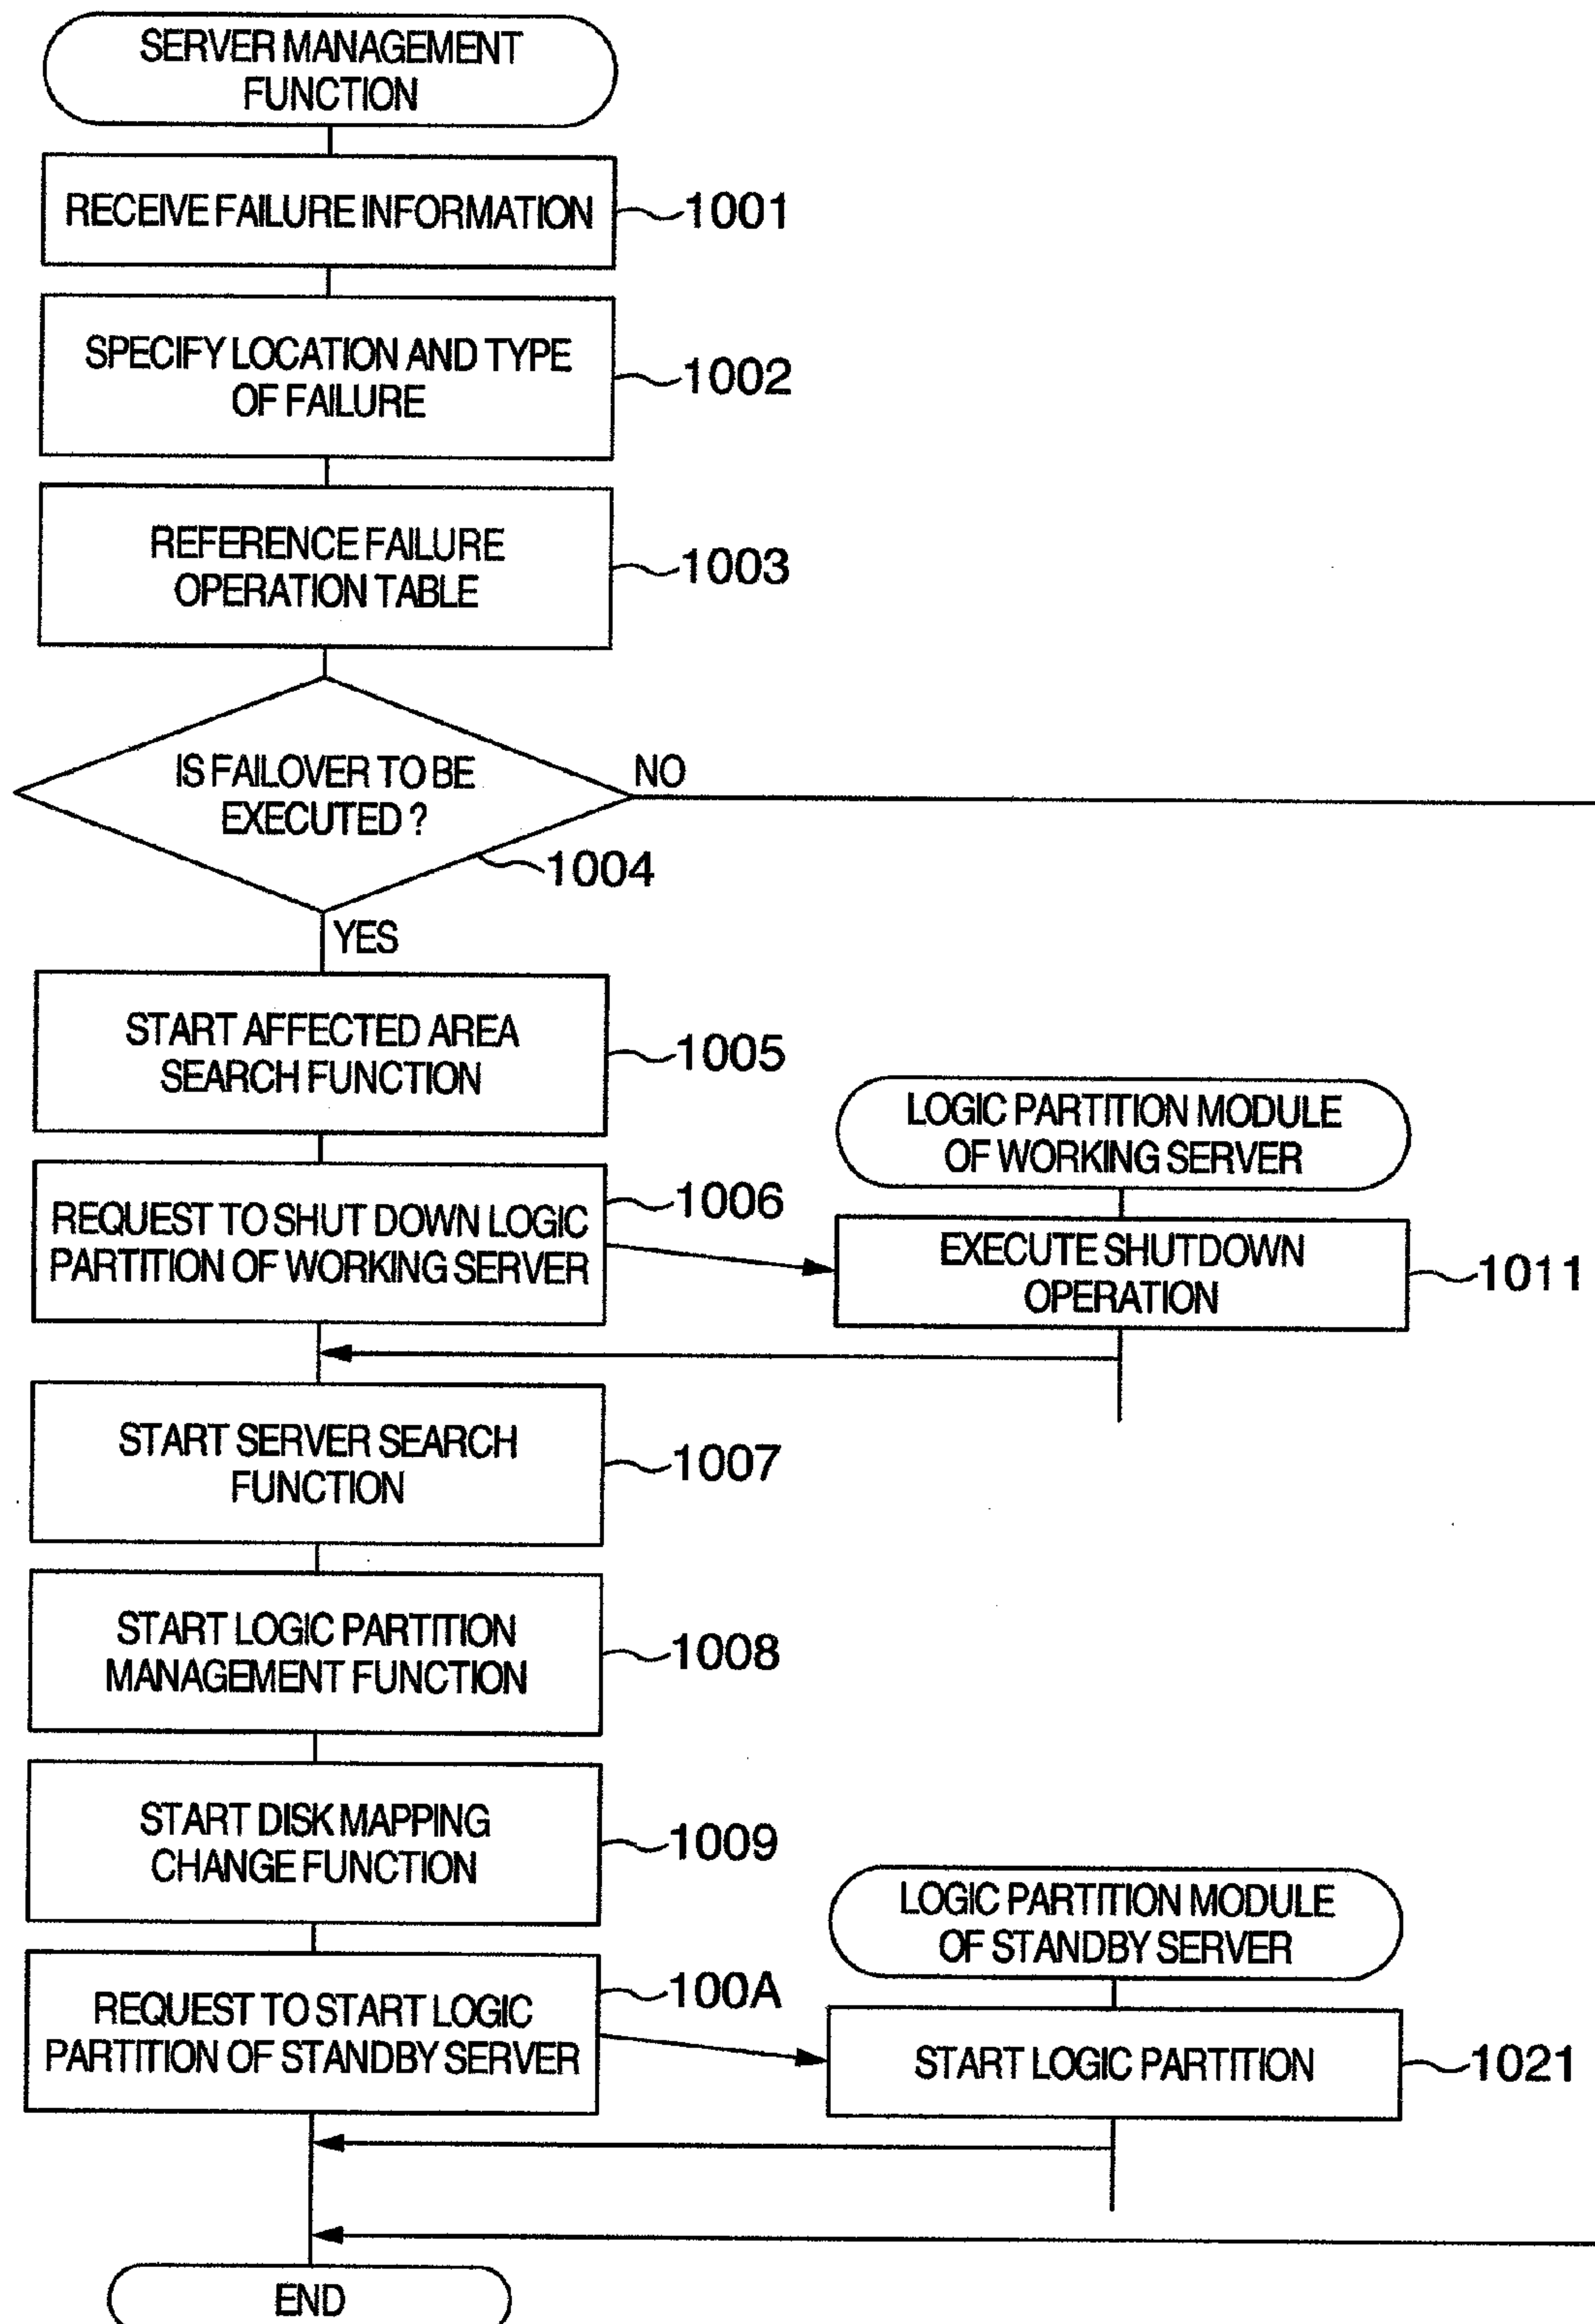 SERVER MANAGEMENT
FUNCTION
RECEIVE FAILURE INFORMATION
1001
SPECIFY LOCATION AND TYPE
OF FAILURE
1002
REFERENCE FAILURE
OPERATION TABLE
1003
IS FAILOVER TO BE
EXECUTED ?
NO
1004
YES
START AFFECTED AREA
SEARCH FUNCTION
1005
REQUEST TO SHUT DOWN LOGIC
PARTITION OF WORKING SERVER
1006
LOGIC PARTITION MODULE
OF WORKING SERVER
EXECUTE SHUTDOWN
OPERATION
1011
START SERVER SEARCH
FUNCTION
1007
START LOGIC PARTITION
MANAGEMENT FUNCTION
1008
START DISK MAPPING
CHANGE FUNCTION
1009
REQUEST TO START LOGIC
PARTITION OF STANDBY SERVER
100A
LOGIC PARTITION MODULE
OF STANDBY SERVER
START LOGIC PARTITION
1021
END